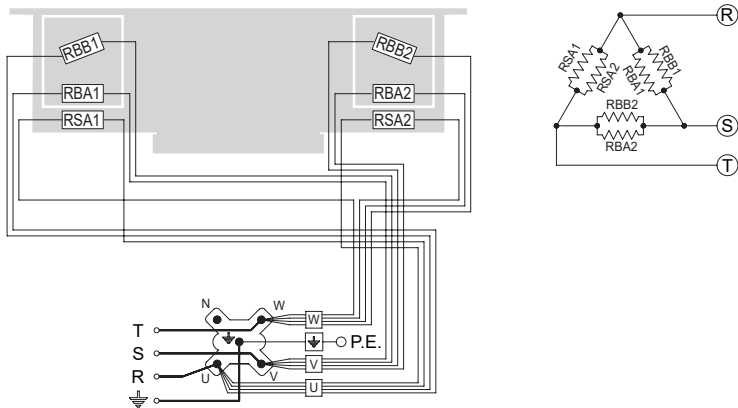 RBB1
RBB2
RBA1
RBA2
RSA1
RSA2
N
W
W
T
P.E.
S
V
R
U
V
U
R
RSA1
RSA2
RBB1
RBA1
RBB2
S
RBA2
T